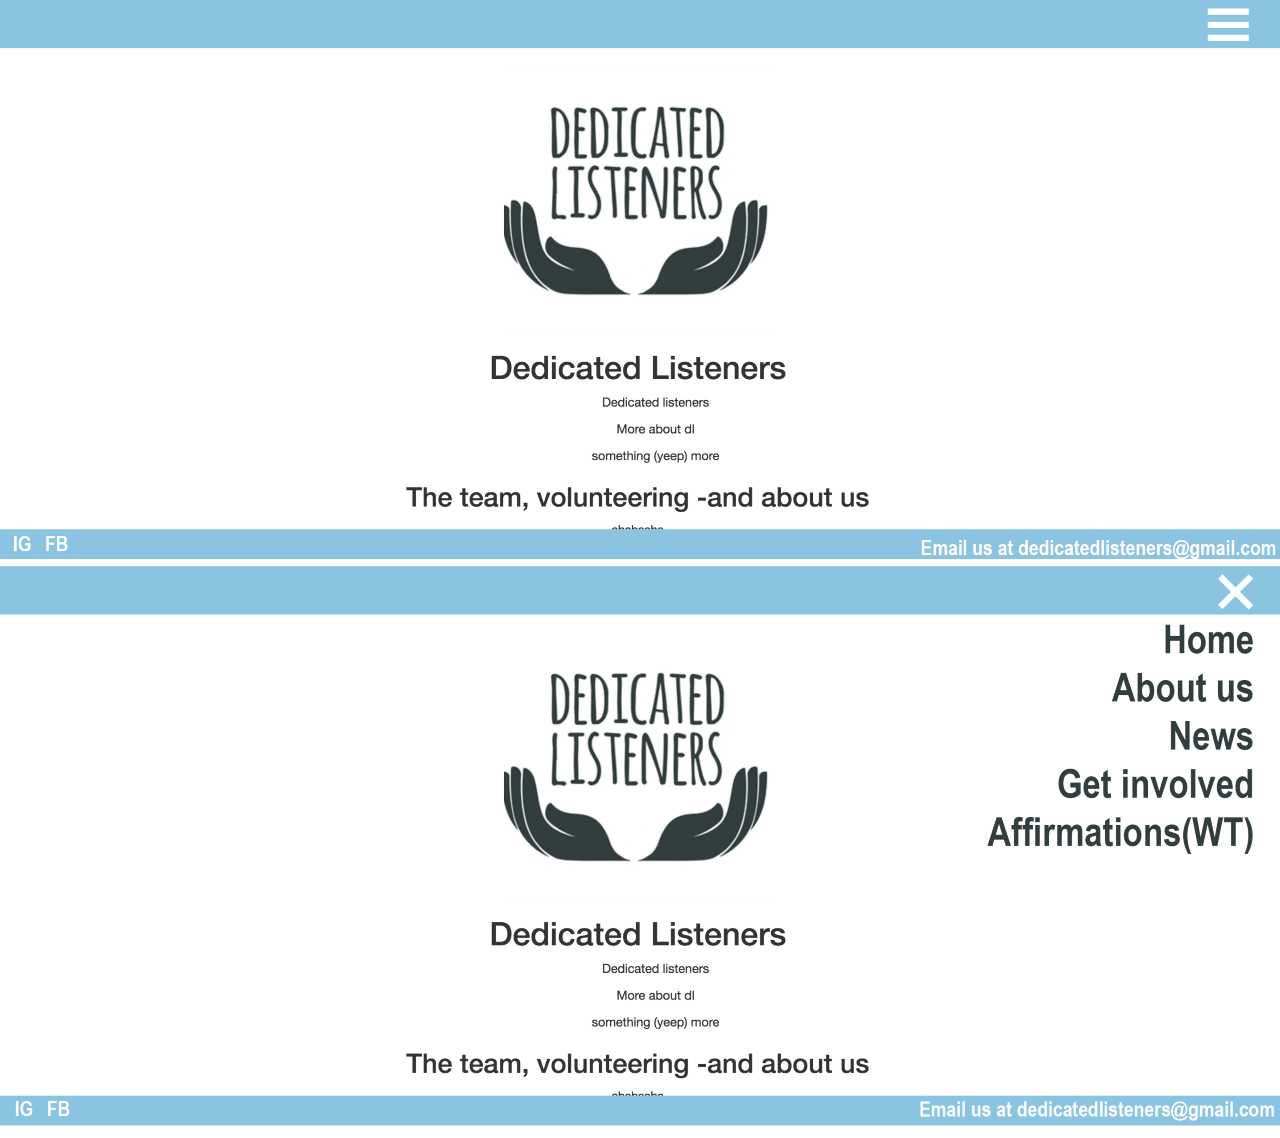 DEDICATED
LISTENERS
Dedicated Listeners
Dedicated listeners
More about dl
something (yeep) more
The team, volunteering -and about us
IG FB
Email us at dedicatedlisteners@gmail.com
Home
About us
News
Get involved
Affirmations(WT)
DEDICATED
LISTENERS
Dedicated Listeners
Dedicated listeners
More about dl
something (yeep) more
The team, volunteering -and about us
IG FB
Email us at dedicatedlisteners@gmail.com